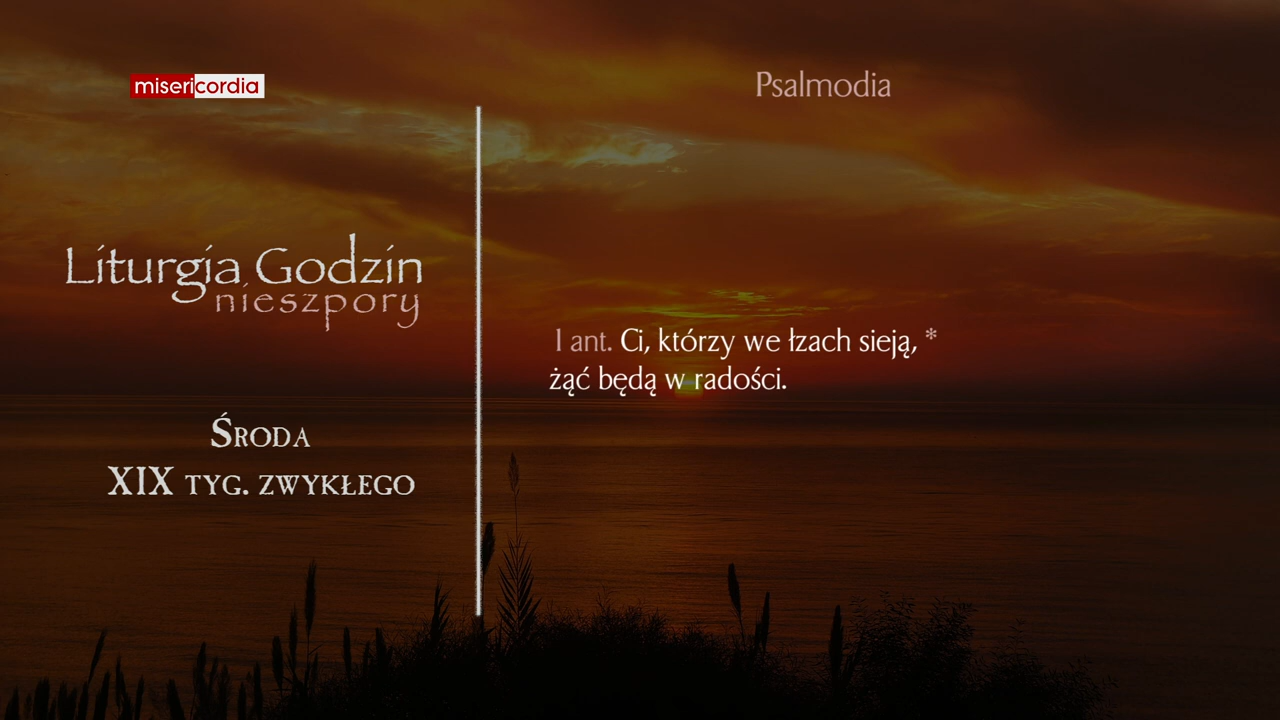 misericordia
Psalmodia
Liturgia Godzin
nieszpory
I ant. Ci, którzy we łzach sieją, *
żąć będą w radości.
Środa
XIX tyg. zwykłego